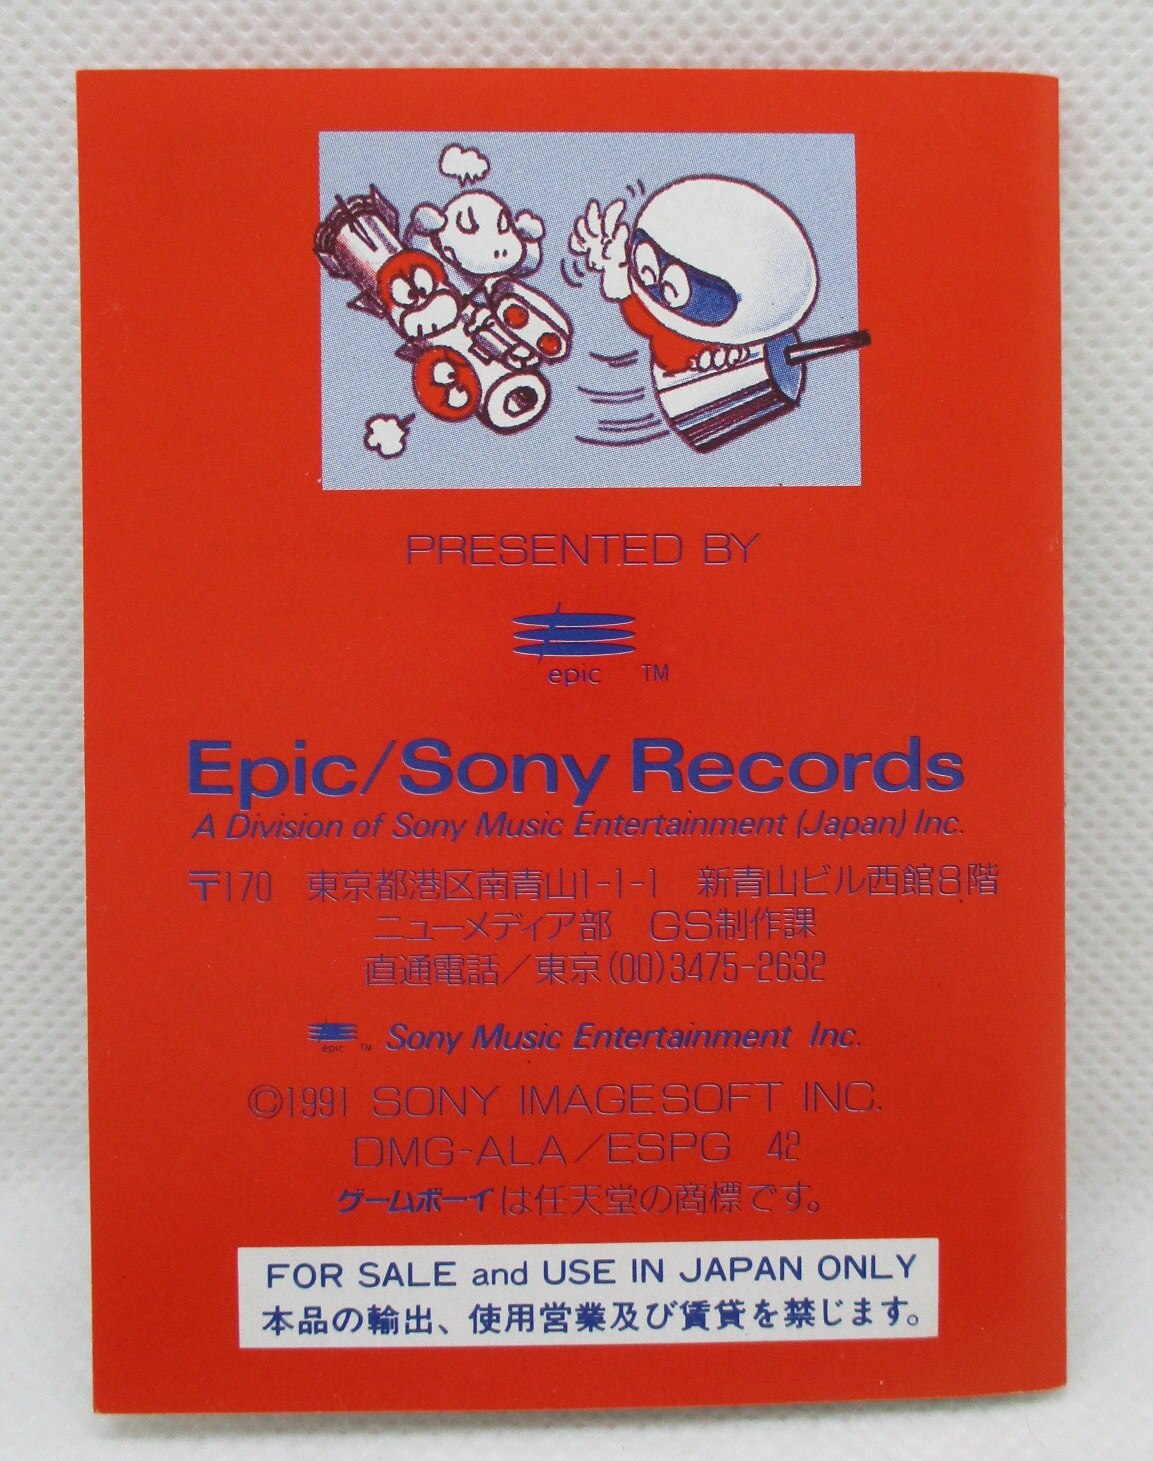 PRESENTED BY
epic TM
Epic/Sony Records
A Division of Sony Music Entertainment (Japan) Inc.
〒170 東京都港区南青山1-1-1 新青山ビル西館8階
ニューメディア部 GS制作課
直通電話／東京(00)3475-2632
epic TM Sony Music Entertainment Inc.
©1991 SONY IMAGESOFT INC.
DMG-ALA／ESPG 42
ゲームボーイは任天堂の商標です。
FOR SALE and USE IN JAPAN ONLY
本品の輸出、使用営業及び賃貸を禁じます。